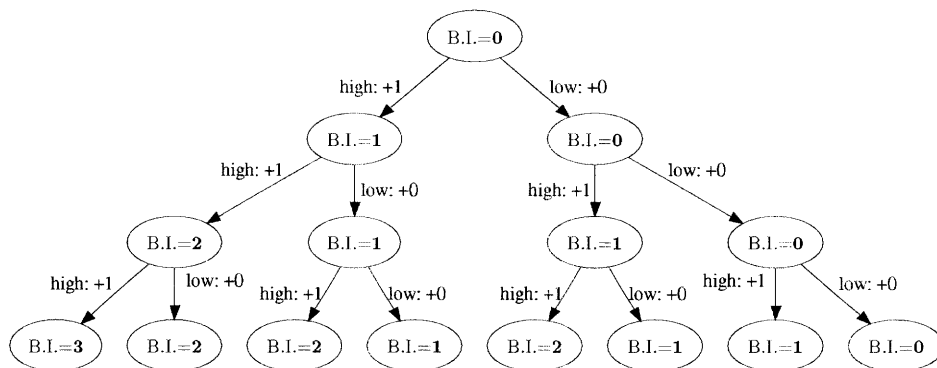 B.I.=0
high: +1 low: +0
B.I.=1 B.I.=0
high: +1 low: +0 high: +1 low: +0
B.I.=2 B.I.=1 B.I.=1 B.I.=0
high: +1 low: +0 high: +1 low: +0 high: +1 low: +0 high: +1 low: +0
B.I.=3 B.I.=2 B.I.=2 B.I.=1 B.I.=2 B.I.=1 B.I.=1 B.I.=0